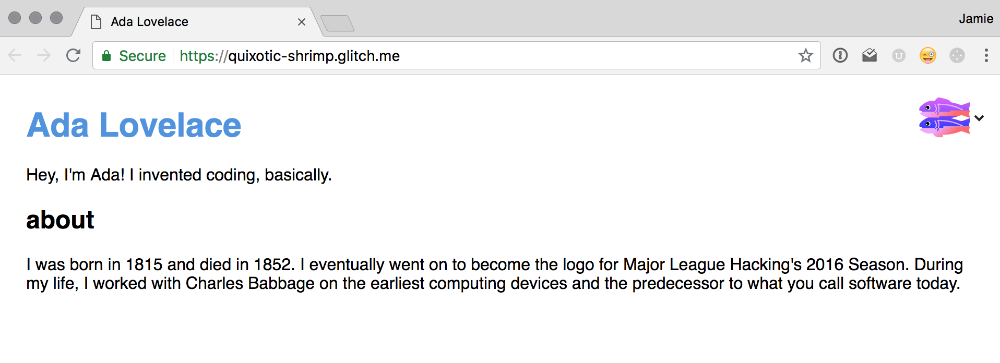 Ada Lovelace
Jamie
Secure
https://quixotic-shrimp.glitch.me
Ada Lovelace
Hey, I'm Ada! I invented coding, basically.
about
I was born in 1815 and died in 1852. I eventually went on to become the logo for Major League Hacking's 2016 Season. During
my life, I worked with Charles Babbage on the earliest computing devices and the predecessor to what you call software today.